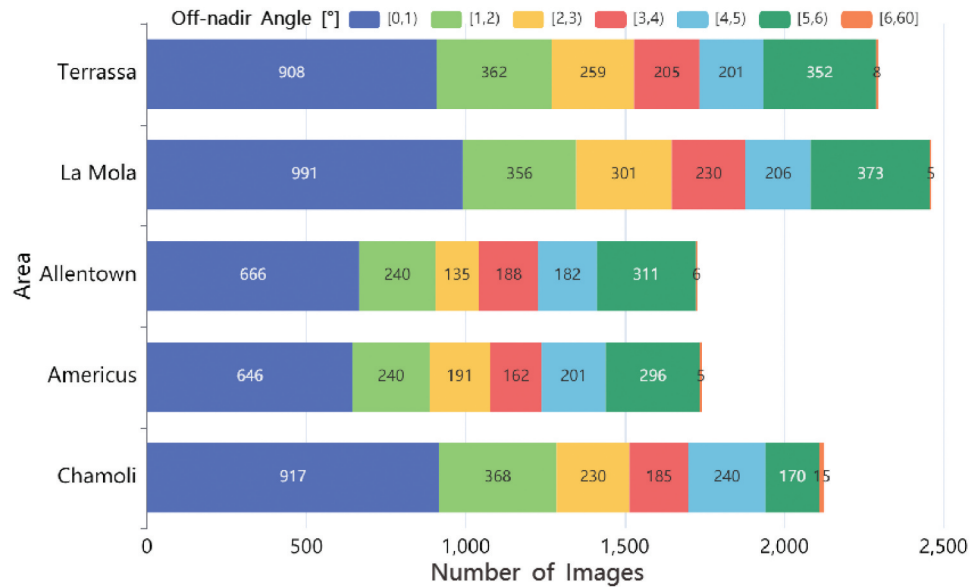 Off-nadir Angle [°] [0,1) [1,2) [2,3) [3,4) [4,5) [5,6) [6,60]
Terrassa 908 362 259 205 201 352 8
La Mola 991 356 301 230 206 373 5
Allentown 666 240 135 188 182 311 6
Americus 646 240 191 162 201 296 5
Chamoli 917 368 230 185 240 170 15
Area
0 500 1,000 1,500 2,000 2,500
Number of Images